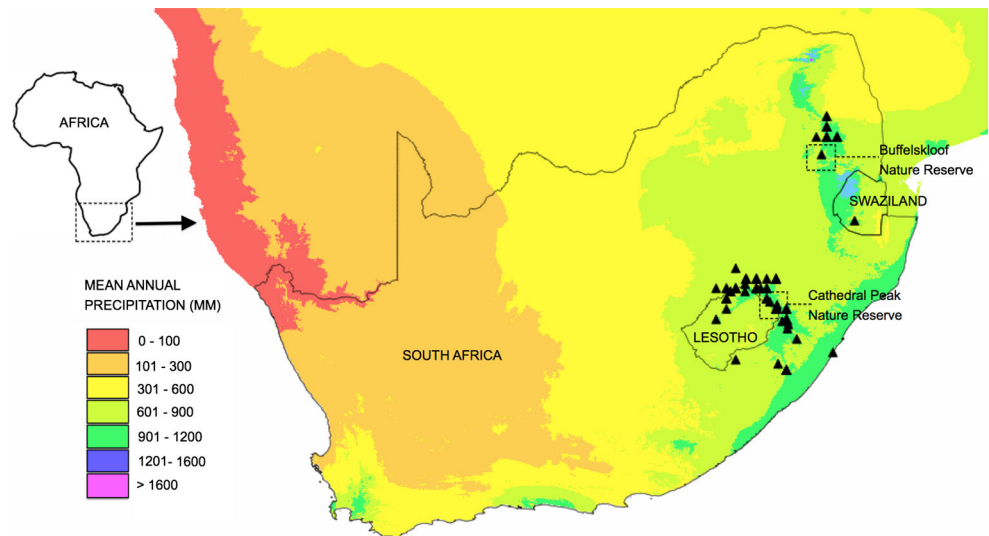 AFRICA
Buffelskloof
Nature Reserve
SWAZILAND
MEAN ANNUAL
PRECIPITATION (MM)
0 - 100
101 - 300
301 - 600
601 - 900
901 - 1200
1201- 1600
> 1600
Cathedral Peak
Nature Reserve
LESOTHO
SOUTH AFRICA